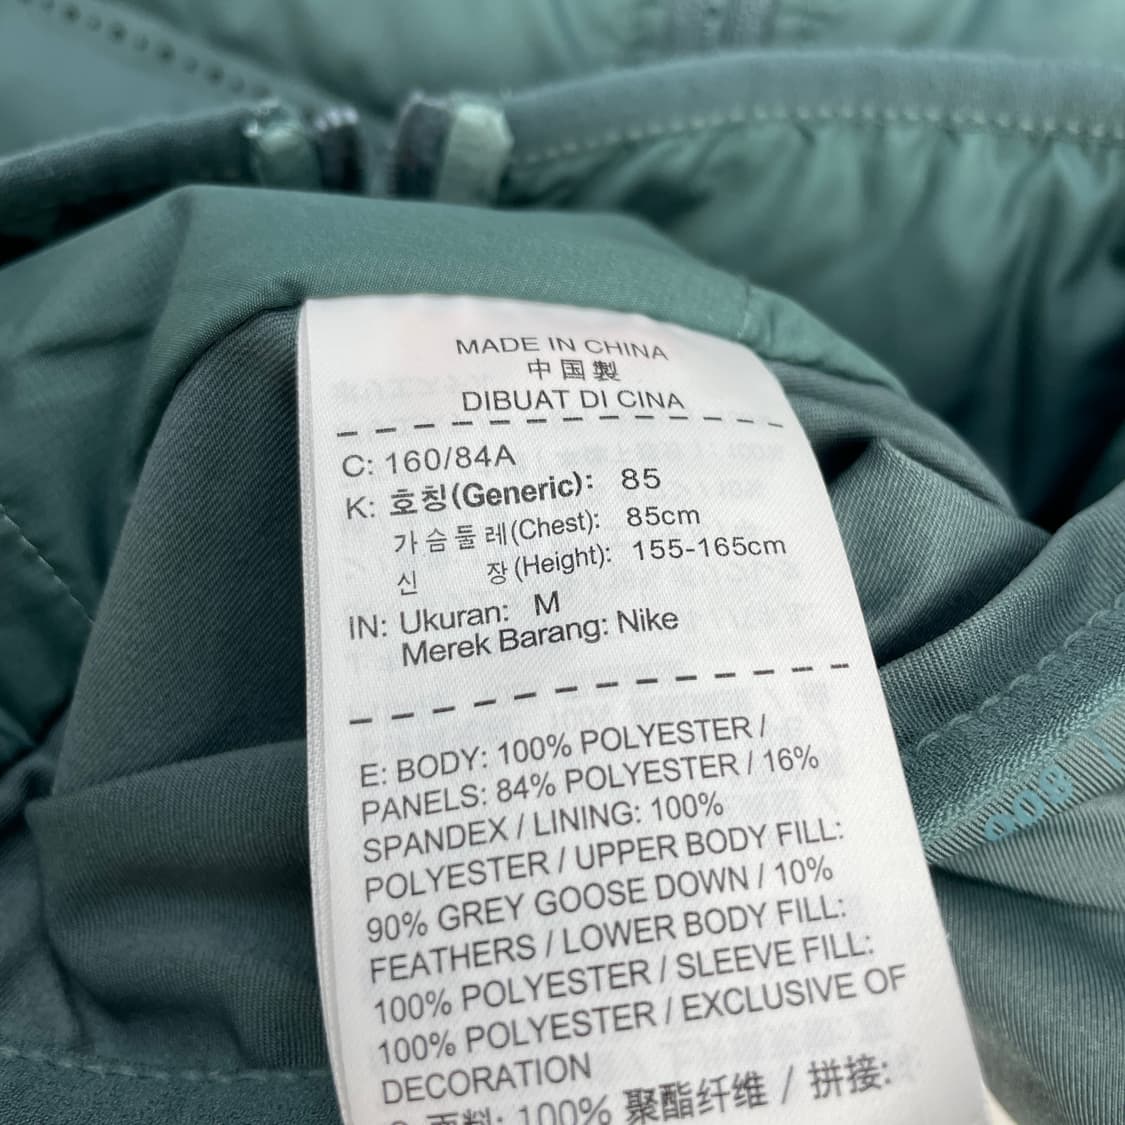 MADE IN CHINA
中国製
DIBUAT DI CINA
C: 160/84A
K: 호칭(Generic): 85
가슴둘레(Chest): 85cm
신 장(Height): 155-165cm
IN: Ukuran: M
Merek Barang: Nike
E: BODY: 100% POLYESTER /
PANELS: 84% POLYESTER / 16%
SPANDEX / LINING: 100%
POLYESTER / UPPER BODY FILL:
90% GREY GOOSE DOWN / 10%
FEATHERS / LOWER BODY FILL:
100% POLYESTER / SLEEVE FILL:
100% POLYESTER / EXCLUSIVE OF
DECORATION
面料: 100% 聚酯纤维 / 拼接:
008